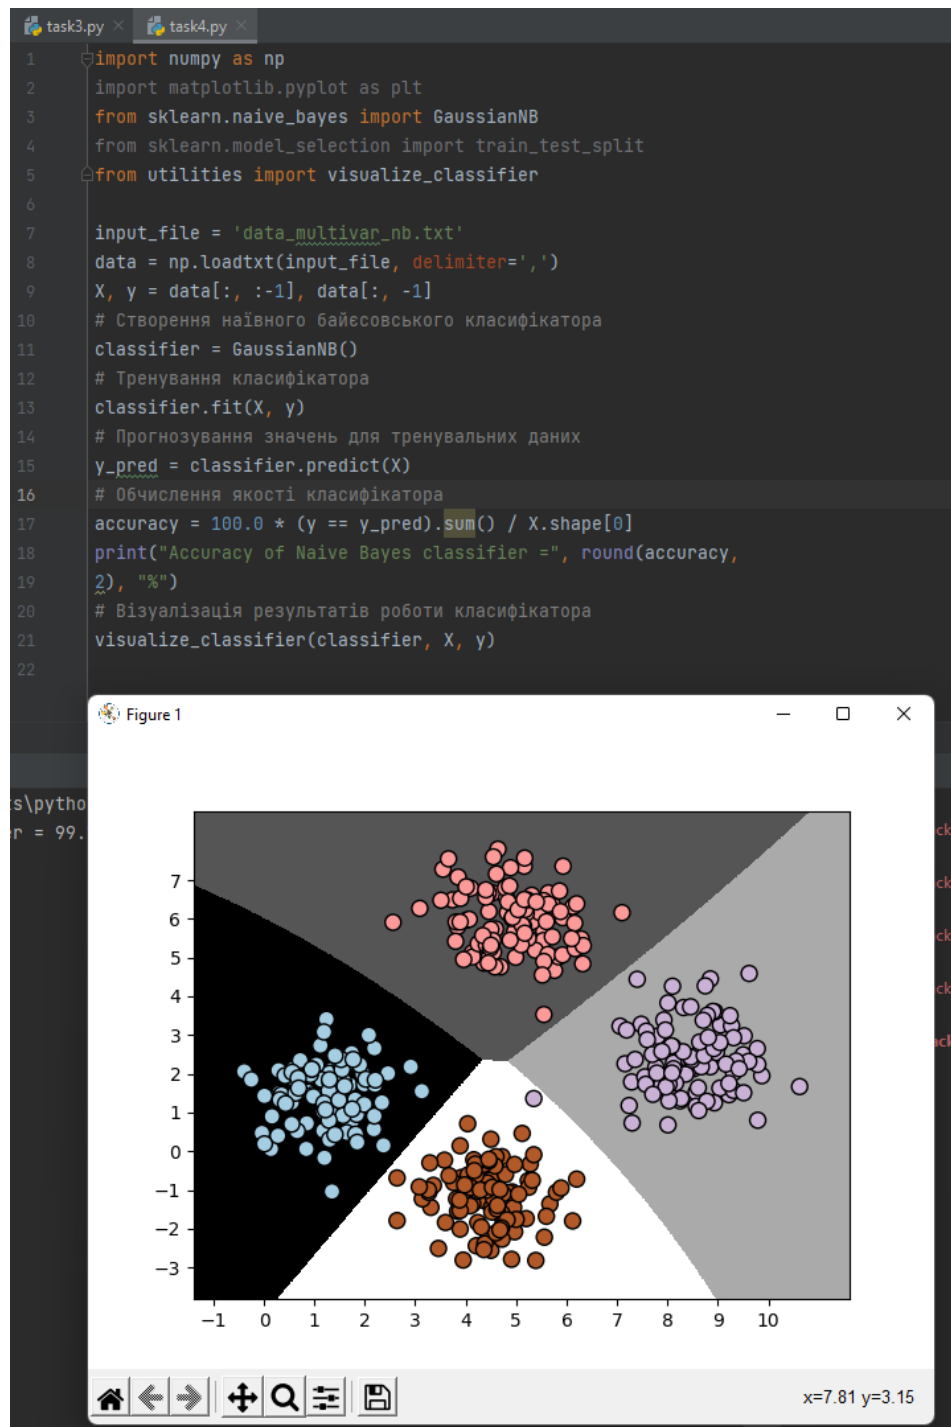 task3.py task4.py
1 import numpy as np
2 import matplotlib.pyplot as plt
3 from sklearn.naive_bayes import GaussianNB
4 from sklearn.model_selection import train_test_split
5 from utilities import visualize_classifier
6
7 input_file = 'data_multivar_nb.txt'
8 data = np.loadtxt(input_file, delimiter=',')
9 X, y = data[:, :-1], data[:, -1]
10 # Створення наївного байєсовського класифікатора
11 classifier = GaussianNB()
12 # Тренування класифікатора
13 classifier.fit(X, y)
14 # Прогнозування значень для тренувальних даних
15 y_pred = classifier.predict(X)
16 # Обчислення якості класифікатора
17 accuracy = 100.0 * (y == y_pred).sum() / X.shape[0]
18 print("Accuracy of Naive Bayes classifier =", round(accuracy,
19 2), "%")
20 # Візуалізація результатів роботи класифікатора
21 visualize_classifier(classifier, X, y)
22
Figure 1
s\pytho
r = 99.
ck
ack
ack
ack
ack
7
6
5
4
3
2
1
0
−1
−2
−3
−1 0 1 2 3 4 5 6 7 8 9 10
x=7.81 y=3.15